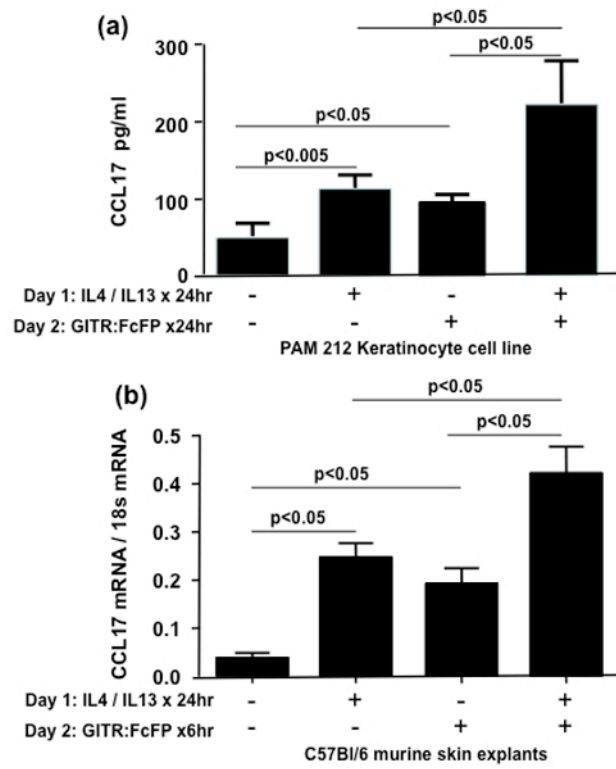 (a)
p<0.05
p<0.05
p<0.05
p<0.005
CCL17 pg/ml
300
200
100
0
Day 1: IL4 / IL13 x 24hr - + - +
Day 2: GITR:FcFP x24hr - - + +
PAM 212 Keratinocyte cell line
(b)
p<0.05
p<0.05
p<0.05
p<0.05
CCL17 mRNA / 18s mRNA
0.5
0.4
0.3
0.2
0.1
0.0
Day 1: IL4 / IL13 x 24hr - + - +
Day 2: GITR:FcFP x6hr - - + +
C57Bl/6 murine skin explants